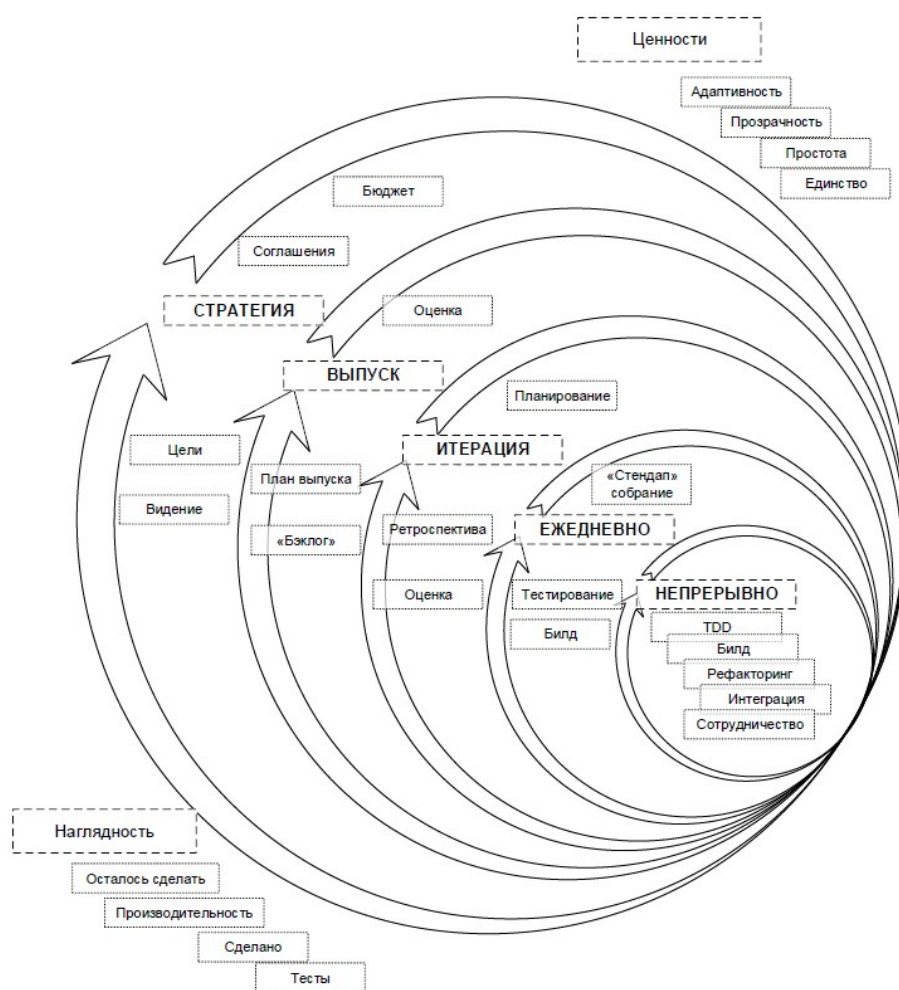 Ценности
Адаптивность
Прозрачность
Простота
Единство
Бюджет
Соглашения
СТРАТЕГИЯ
Оценка
ВЫПУСК
Планирование
Цели
ИТЕРАЦИЯ
План выпуска
«Стендап»
собрание
Видение
Ретроспектива
ЕЖЕДНЕВНО
«Бэклог»
Оценка
Тестирование
НЕПРЕРЫВНО
Билд
TDD
Билд
Рефакторинг
Интеграция
Сотрудничество
Наглядность
Осталось сделать
Производительность
Сделано
Тесты